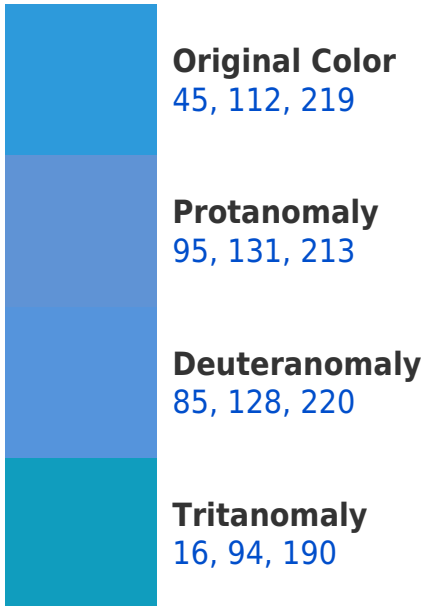 Original Color
45, 112, 219
Protanomaly
95, 131, 213
Deuteranomaly
85, 128, 220
Tritanomaly
16, 94, 190